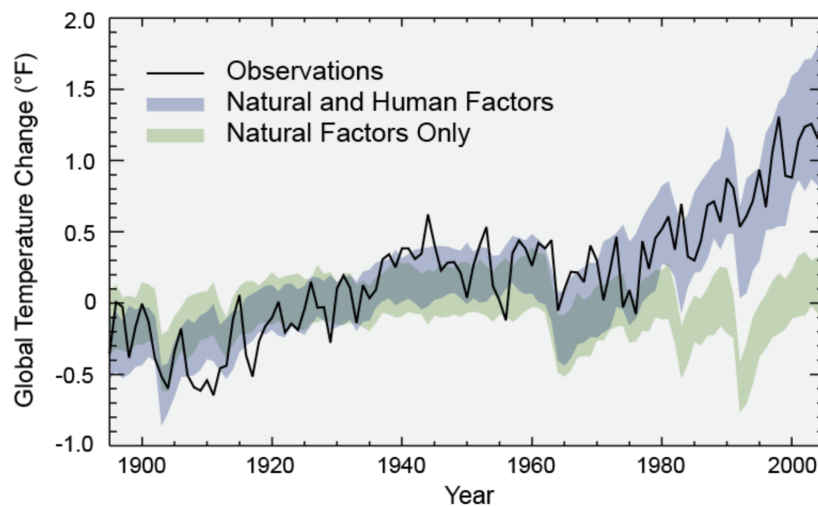 2.0
1.5
1.0
0.5
0
-0.5
-1.0
Global Temperature Change (°F)
Observations
Natural and Human Factors
Natural Factors Only
1900 1920 1940 1960 1980 2000
Year